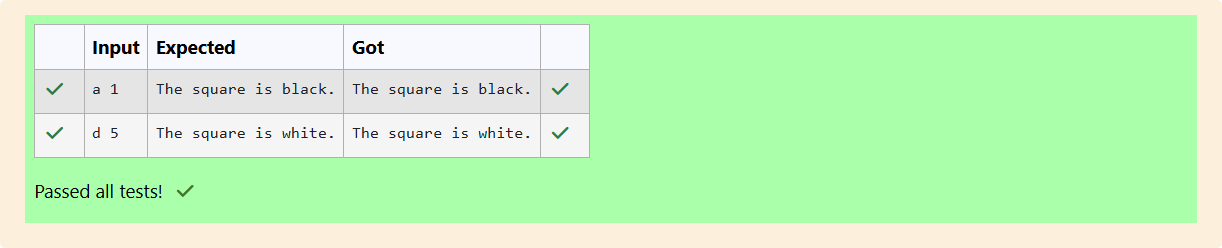 Input Expected Got
a 1 The square is black. The square is black.
d 5 The square is white. The square is white.
Passed all tests!